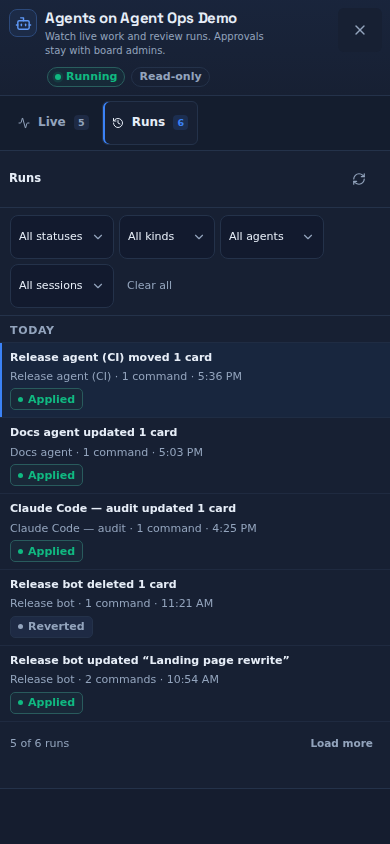 Agents on Agent Ops Demo
Watch live work and review runs. Approvals
stay with board admins.
Running Read-only
Live 5 Runs 6
Runs
All statuses All kinds All agents
All sessions Clear all
TODAY
Release agent (CI) moved 1 card
Release agent (CI) · 1 command · 5:36 PM
Applied
Docs agent updated 1 card
Docs agent · 1 command · 5:03 PM
Applied
Claude Code — audit updated 1 card
Claude Code — audit · 1 command · 4:25 PM
Applied
Release bot deleted 1 card
Release bot · 1 command · 11:21 AM
Reverted
Release bot updated “Landing page rewrite”
Release bot · 2 commands · 10:54 AM
Applied
5 of 6 runs Load more